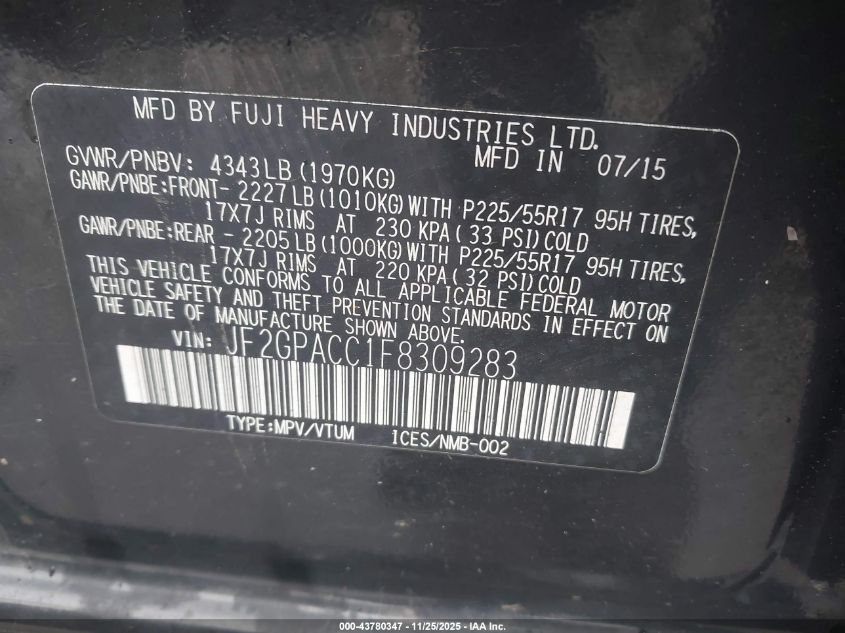 MFD BY FUJI HEAVY INDUSTRIES LTD.
GVWR/PNBV: 4343LB (1970KG) MFD IN 07/15
GAWR/PNBE:FRONT- 2227 LB (1010KG) WITH P225/55R17 95H TIRES,
17X7J RIMS AT 230 KPA ( 33 PSI) COLD
GAWR/PNBE:REAR - 2205 LB (1000KG) WITH P225/55R17 95H TIRES,
17X7J RIMS AT 220 KPA ( 32 PSI) COLD
THIS VEHICLE CONFORMS TO ALL APPLICABLE FEDERAL MOTOR
VEHICLE SAFETY AND THEFT PREVENTION STANDARDS IN EFFECT ON
THE DATE OF MANUFACTURE SHOWN ABOVE.
VIN: JF2GPACC1F8309283
TYPE:MPV/VTUM ICES/NMB-002
000-43780347 | 11/25/2025 - IAA Inc.